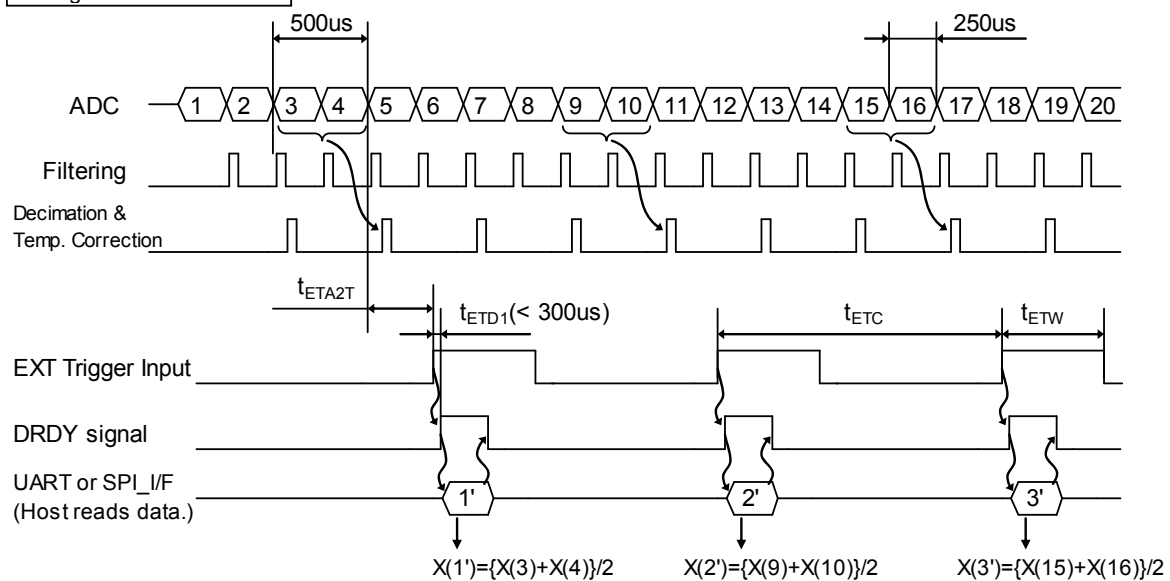 500us 250us
ADC 1 2 3 4 5 6 7 8 9 10 11 12 13 14 15 16 17 18 19 20
Filtering
Decimation &
Temp. Correction
tETA2T
tETD1(< 300us) tETC tETW
EXT Trigger Input
DRDY signal
UART or SPI_I/F
(Host reads data.)
1' 2' 3'
X(1')={X(3)+X(4)}/2 X(2')={X(9)+X(10)}/2 X(3')={X(15)+X(16)}/2